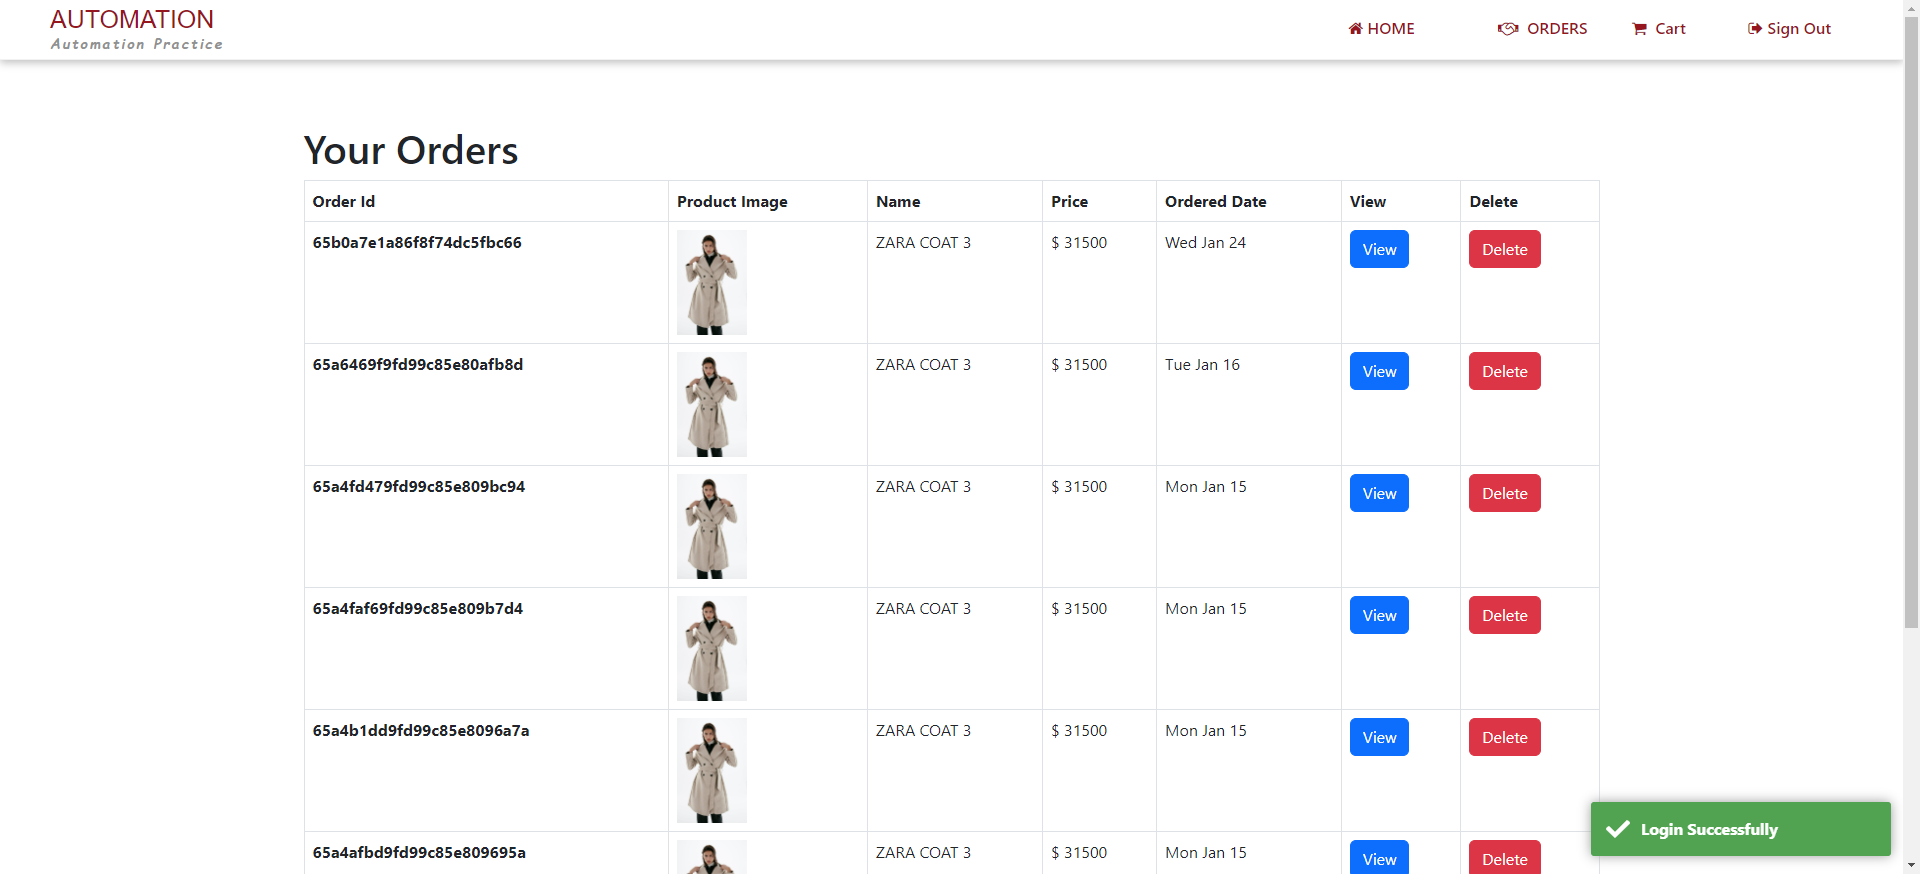 AUTOMATION
Automation Practice
HOME ORDERS Cart Sign Out
Your Orders
Order Id Product Image Name Price Ordered Date View Delete
65b0a7e1a86f8f74dc5fbc66 ZARA COAT 3 $ 31500 Wed Jan 24 View Delete
65a6469f9fd99c85e80afb8d ZARA COAT 3 $ 31500 Tue Jan 16 View Delete
65a4fd479fd99c85e809bc94 ZARA COAT 3 $ 31500 Mon Jan 15 View Delete
65a4faf69fd99c85e809b7d4 ZARA COAT 3 $ 31500 Mon Jan 15 View Delete
65a4b1dd9fd99c85e8096a7a ZARA COAT 3 $ 31500 Mon Jan 15 View Delete
65a4afbd9fd99c85e809695a ZARA COAT 3 $ 31500 Mon Jan 15 View Delete
Login Successfully